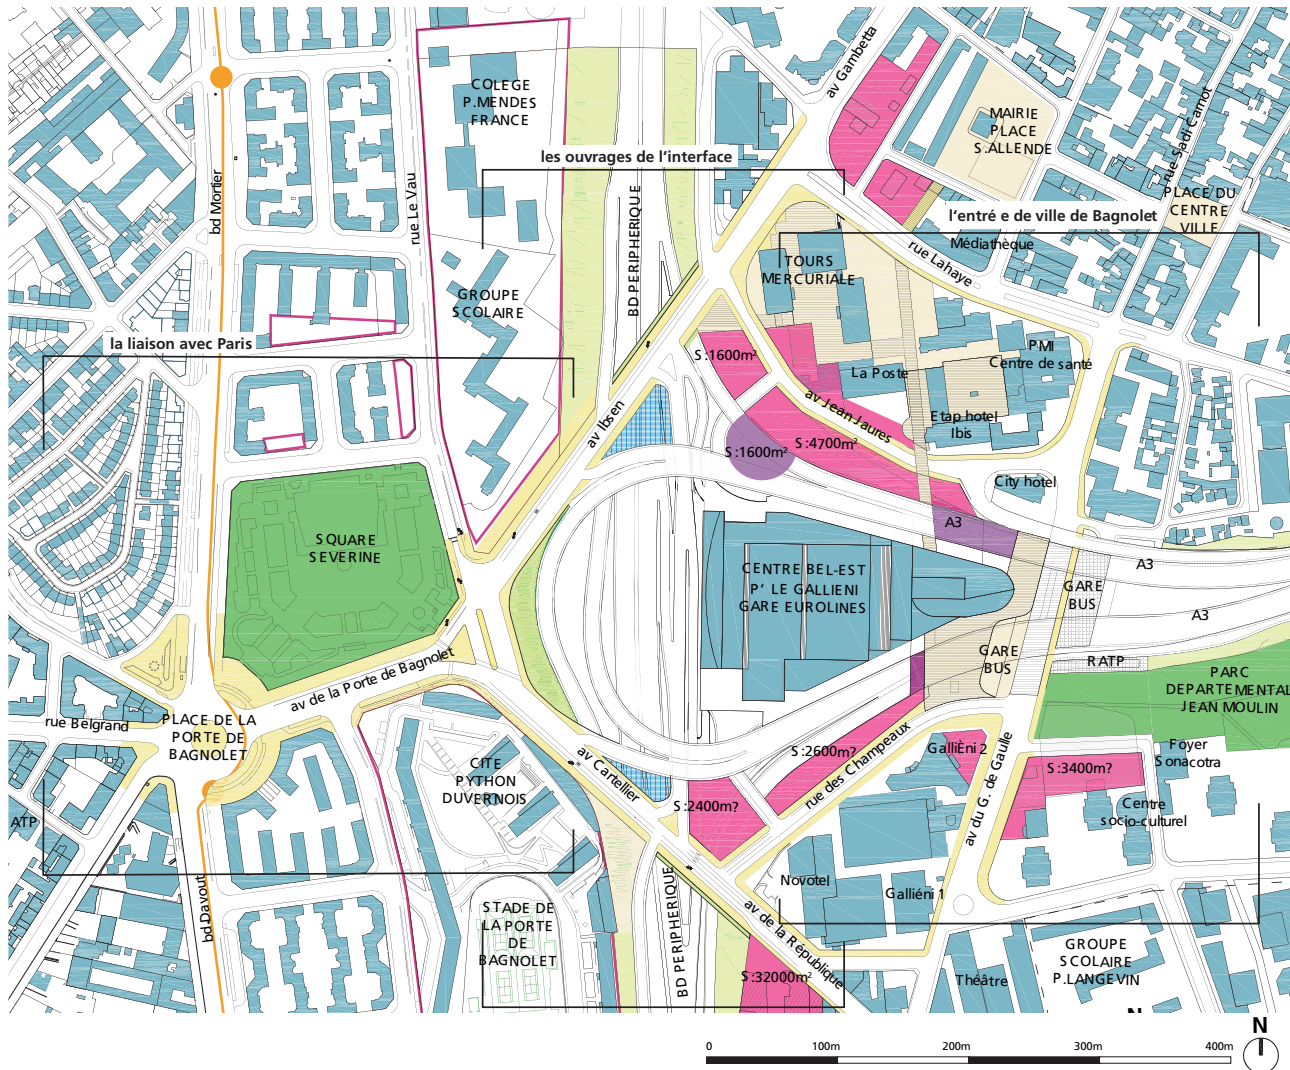 av Gambetta
COLEGE
P.MENDES
FRANCE
MAIRIE
PLACE
S.ALLENDE
rue Sadi Carnot
les ouvrages de l'interface
bd Mortier
rue Le Vau
BD PERIPHERIQUE
PLACE DU
CENTRE
VILLE
l'entré e de ville de Bagnolet
Médiathèque
rue Lahaye
TOURS
MERCURIALE
GROUPE
SCOLAIRE
la liaison avec Paris
S:1600m²
La Poste
PMI
Centre de santé
av Jean Jaures
av Ibsen
Etap hotel
Ibis
S:4700m²
S:1600m²
City hotel
A3
SQUARE
SEVERINE
CENTRE BEL-EST
P' LE GALLIENI
GARE EUROLINES
A3
GARE
BUS
A3
GARE
BUS
RATP
PARC
DEPARTEMENTAL
JEAN MOULIN
av de la Porte de Bagnolet
rue Belgrand
PLACE DE LA
PORTE DE
BAGNOLET
CITE
PYTHON
DUVERNOIS
av Cartellier
S:2600m?
rue des Champeaux
GalliÈni 2
av du G. de Gaulle
Foyer
Sonacotra
S:3400m?
S:2400m?
Centre
socio-culturel
ATP
bd Davout
Novotel
Galliéni 1
STADE DE
LA PORTE
DE
BAGNOLET
BD PERIPHERIQUE
av de la République
S:32000m²
Théâtre
GROUPE
SCOLAIRE
P.LANGEVIN
N
N
0 100m 200m 300m 400m